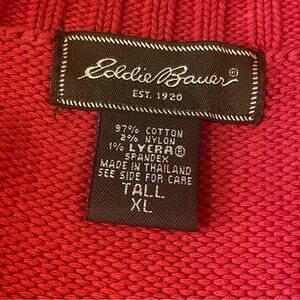 Eddie Bauer®
EST. 1920
97% COTTON
2% NYLON
1% LYCRA®
SPANDEX
MADE IN THAILAND
SEE SIDE FOR CARE
TALL
XL